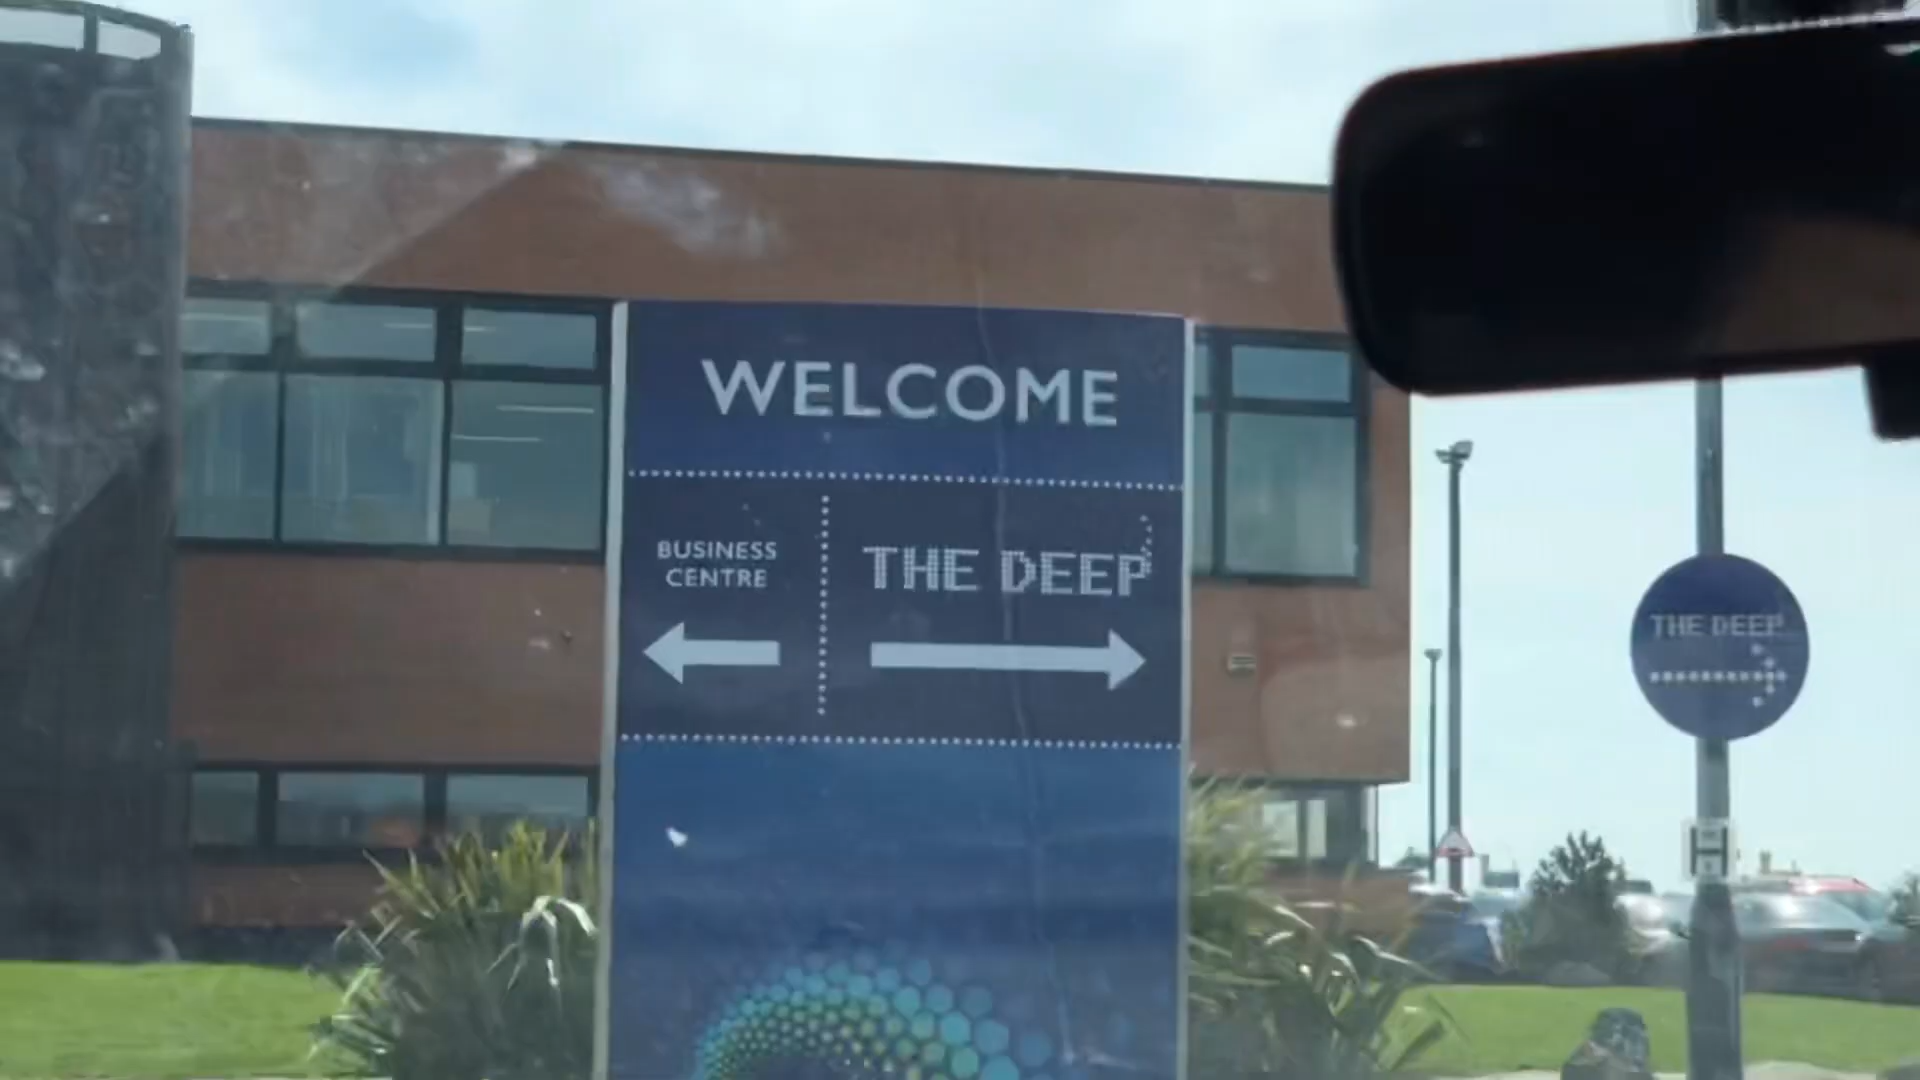 WELCOME
BUSINESS
CENTRE
THE DEEP
THE DEEP
H